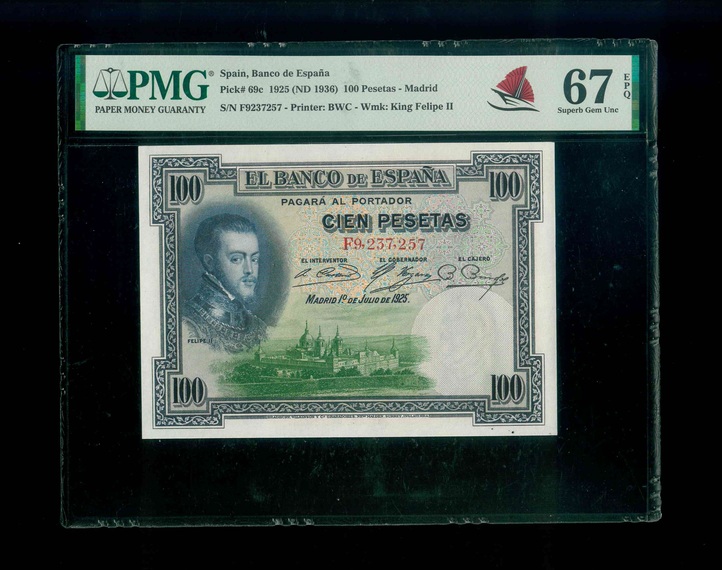 PMG®
PAPER MONEY GUARANTY
Spain, Banco de España
Pick# 69c 1925 (ND 1936) 100 Pesetas - Madrid
S/N F9237257 - Printer: BWC - Wmk: King Felipe II
67
EPQ
Superb Gem Unc
100
EL BANCO DE ESPAÑA
100
PAGARÁ AL PORTADOR
CIEN PESETAS
F9,237,257
EL INTERVENTOR
EL GOBERNADOR
EL CAJERO
MADRID 1º DE JULIO DE 1925.
FELIPE II
100
100